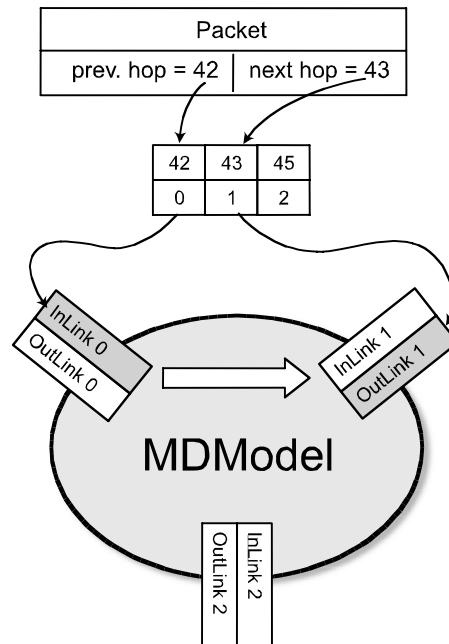 Packet
prev. hop = 42 next hop = 43
42 43 45
0 1 2
InLink 0
OutLink 0
InLink 1
OutLink 1
MDModel
OutLink 2
InLink 2